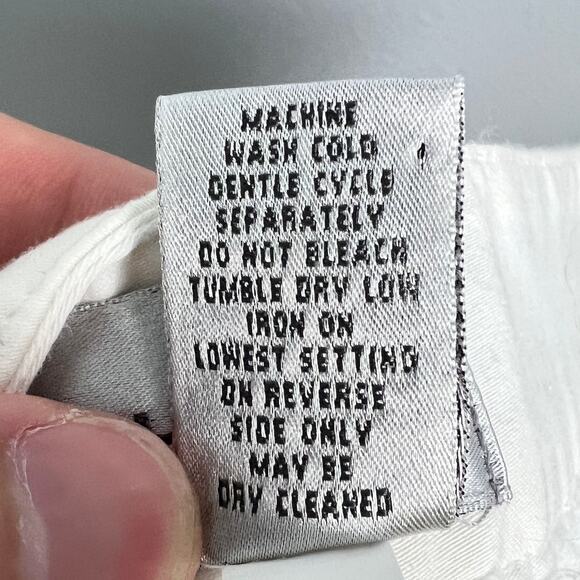 MACHINE
WASH COLD
GENTLE CYCLE
SEPARATELY
DO NOT BLEACH
TUMBLE DRY LOW
IRON ON
LOWEST SETTING
ON REVERSE
SIDE ONLY
MAY BE
DRY CLEANED